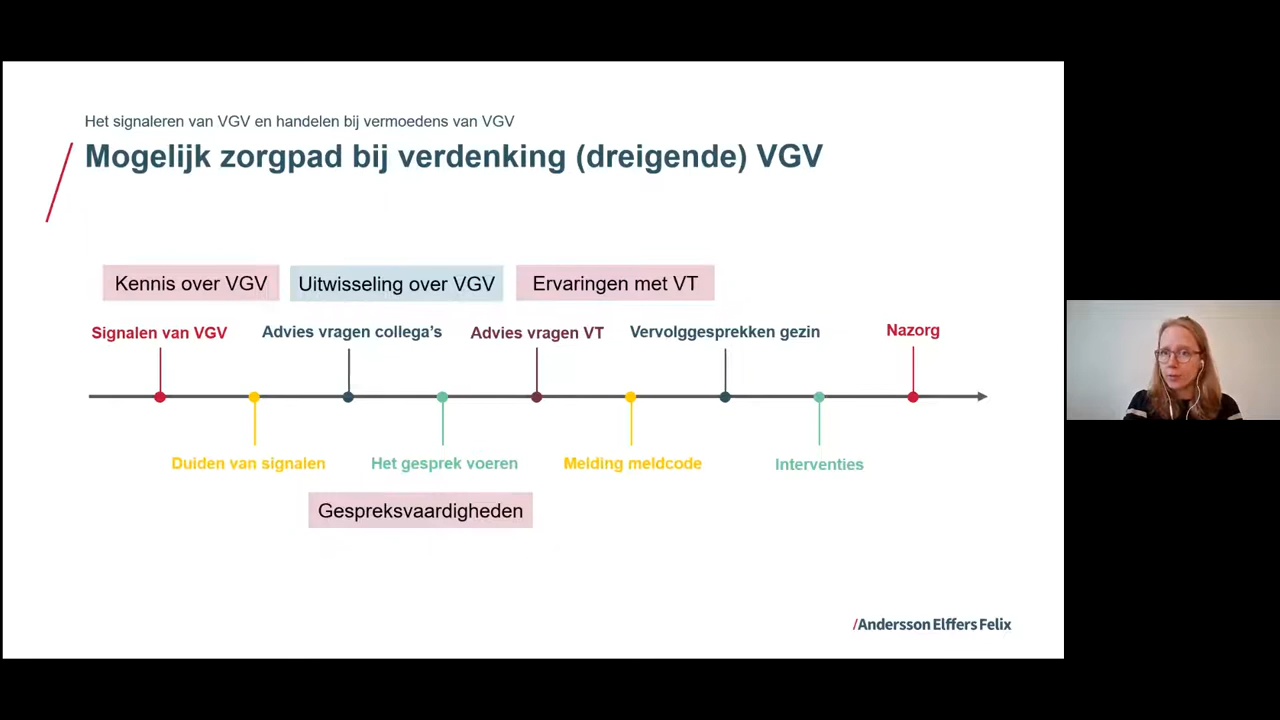 Het signaleren van VGV en handelen bij vermoedens van VGV
Mogelijk zorgpad bij verdenking (dreigende) VGV
Kennis over VGV
Uitwisseling over VGV
Ervaringen met VT
Signalen van VGV
Advies vragen collega's
Advies vragen VT
Vervolggesprekken gezin
Nazorg
Duiden van signalen
Het gesprek voeren
Melding meldcode
Interventies
Gespreksvaardigheden
/Andersson Elffers Felix